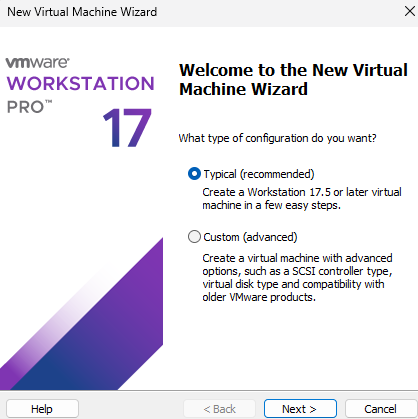 New Virtual Machine Wizard
vmware
WORKSTATION
PRO™
17
Welcome to the New Virtual
Machine Wizard
What type of configuration do you want?
Typical (recommended)
Create a Workstation 17.5 or later virtual
machine in a few easy steps.
Custom (advanced)
Create a virtual machine with advanced
options, such as a SCSI controller type,
virtual disk type and compatibility with
older VMware products.
Help
< Back
Next >
Cancel